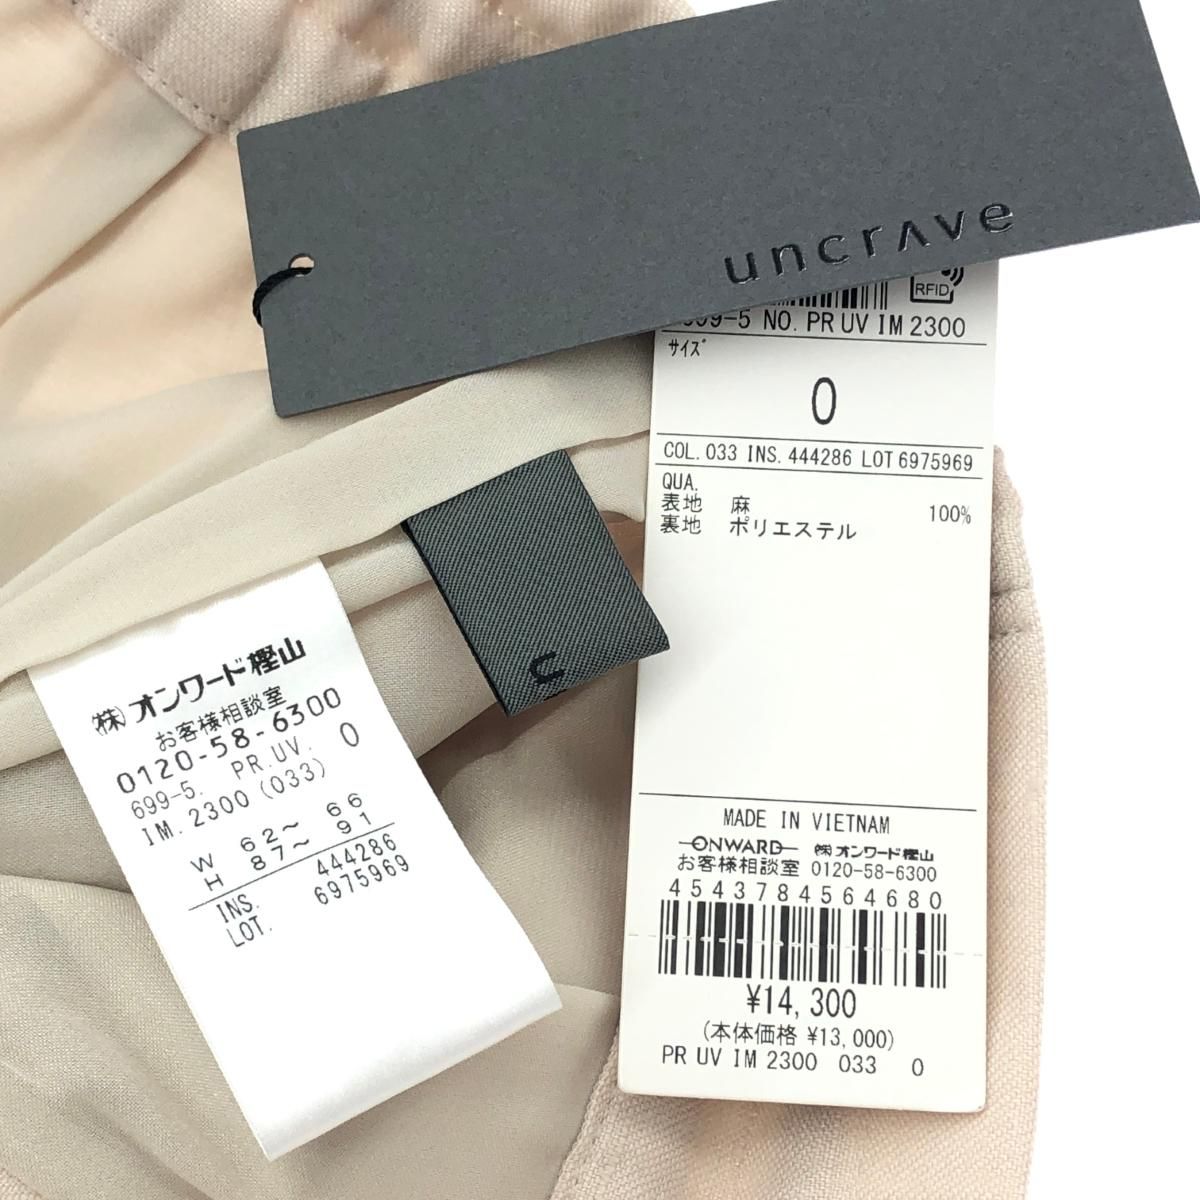 uncrave
RFID
699-5 NO. PR UV IM 2300
サイズ
0
COL. 033 INS. 444286 LOT 6975969
QUA.
表地 麻 100%
裏地 ポリエステル
MADE IN VIETNAM
ONWARD ㈱オンワード樫山
お客様相談室 0120-58-6300
4543784564680
¥14,300
(本体価格 ¥13,000)
PR UV IM 2300 033 0
㈱オンワード樫山
お客様相談室
0120-58-6300
699-5. PR.UV. 0
IM.2300(033)
W 62～ 66
H 87～ 91
INS. 444286
LOT. 6975969
u